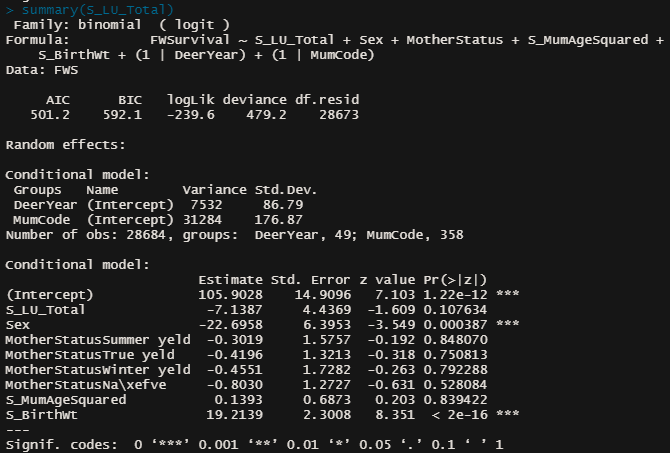 > summary(S_LU_Total)
Family: binomial  ( logit )
Formula:          FWSurvival ~ S_LU_Total + Sex + MotherStatus + S_MumAgeSquared +
    S_BirthWt + (1 | DeerYear) + (1 | MumCode)
Data: FWS

     AIC      BIC   logLik deviance df.resid
   501.2    592.1   -239.6    479.2    28673

Random effects:

Conditional model:
 Groups   Name        Variance Std.Dev.
 DeerYear (Intercept)  7532     86.79
 MumCode  (Intercept) 31284    176.87
Number of obs: 28684, groups:  DeerYear, 49; MumCode, 358

Conditional model:
                         Estimate Std. Error z value Pr(>|z|)
(Intercept)              105.9028    14.9096   7.103 1.22e-12 ***
S_LU_Total                -7.1387     4.4369  -1.609 0.107634
Sex                      -22.6958     6.3953  -3.549 0.000387 ***
MotherStatusSummer yeld   -0.3019     1.5757  -0.192 0.848070
MotherStatusTrue yeld     -0.4196     1.3213  -0.318 0.750813
MotherStatusWinter yeld   -0.4551     1.7282  -0.263 0.792288
MotherStatusNa\xefve      -0.8030     1.2727  -0.631 0.528084
S_MumAgeSquared            0.1393     0.6873   0.203 0.839422
S_BirthWt                 19.2139     2.3008   8.351  < 2e-16 ***
---
Signif. codes:  0 ‘***’ 0.001 ‘**’ 0.01 ‘*’ 0.05 ‘.’ 0.1 ‘ ’ 1